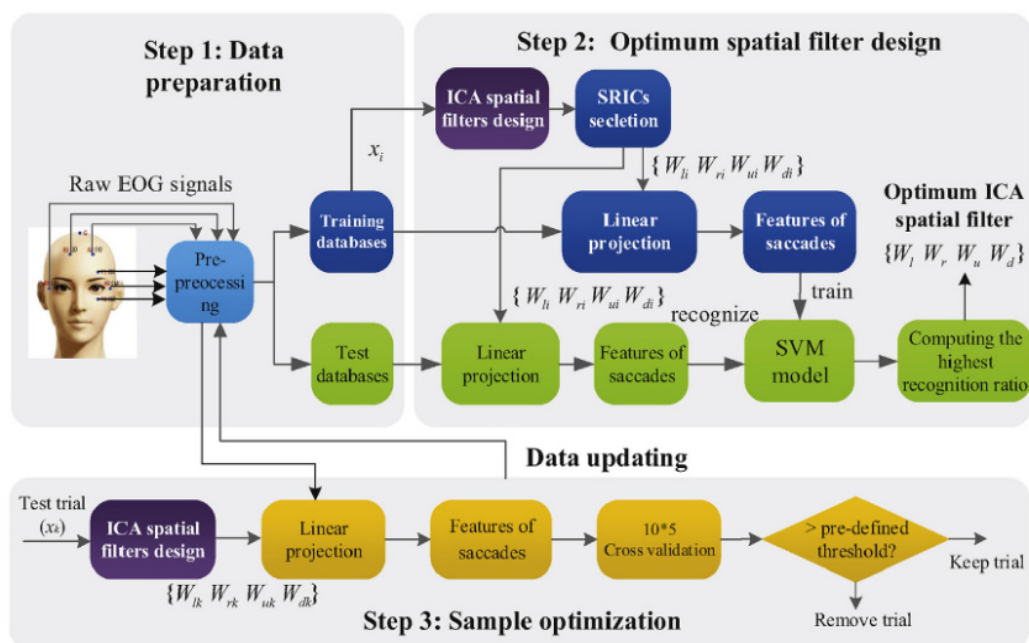 Step 1: Data
preparation
Step 2: Optimum spatial filter design
ICA spatial
filters design
SRICs
secletion
x_i
{ W_li W_ri W_ui W_di }
Raw EOG signals
Optimum ICA
spatial filter
{W_l W_r W_u W_d}
Training
databases
Linear
projection
Features of
saccades
Pre-
preocessing
{ W_li W_ri W_ui W_di }
recognize
train
Test
databases
Linear
projection
Features of
saccades
SVM
model
Computing the
highest
recognition ratio
Data updating
Test trial
(x_k)
ICA spatial
filters design
Linear
projection
Features of
saccades
10*5
Cross validation
> pre-defined
threshold?
Keep trial
{W_lk W_rk W_uk W_dk}
Remove trial
Step 3: Sample optimization